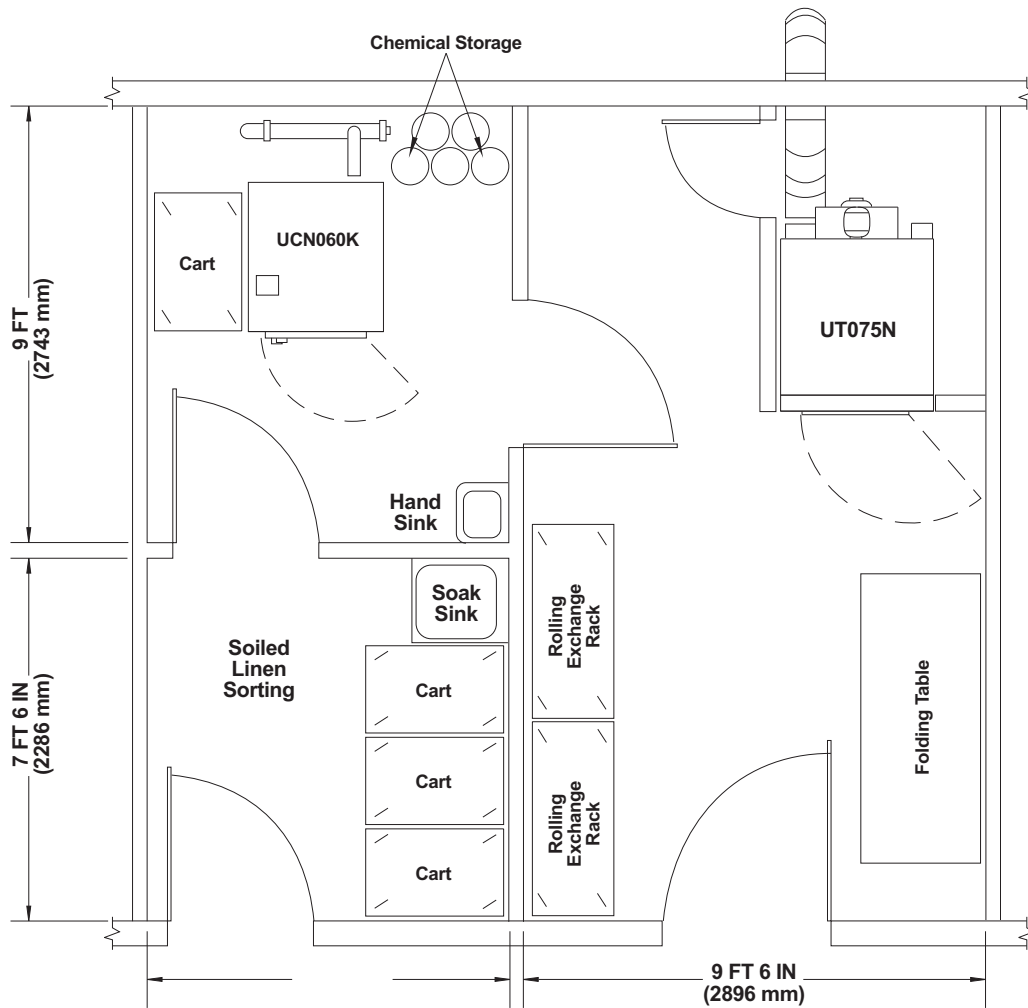 Chemical Storage
UCN060K
Cart
UT075N
9 FT
(2743 mm)
Hand
Sink
Soak
Sink
Soiled
Linen
Sorting
Cart
Cart
Cart
Rolling
Exchange
Rack
Rolling
Exchange
Rack
Folding Table
7 FT 6 IN
(2286 mm)
9 FT 6 IN
(2896 mm)